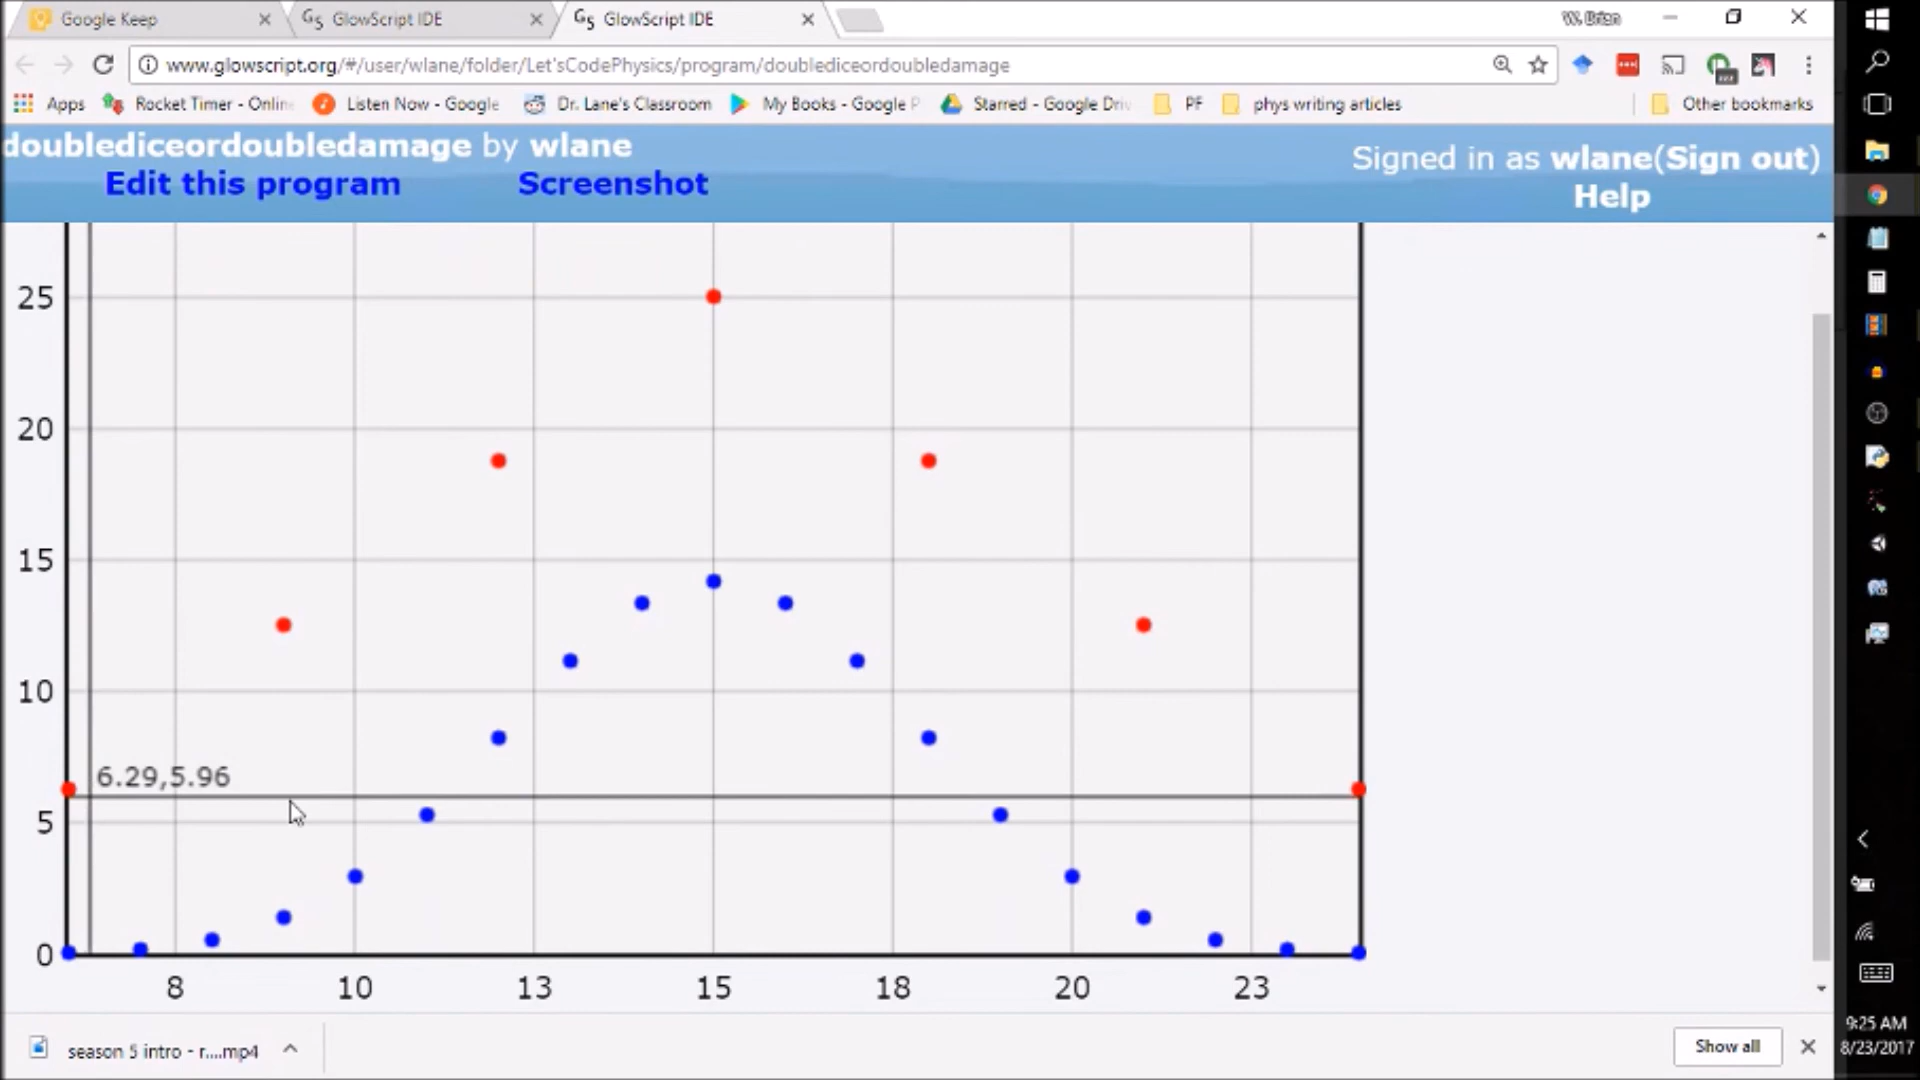 Google Keep GlowScript IDE GlowScript IDE W. Brian
www.glowscript.org/#/user/wlane/folder/Let'sCodePhysics/program/doublediceordoubledamage
Apps Rocket Timer - Onlin Listen Now - Google Dr. Lane's Classroom My Books - Google P Starred - Google Driv PF phys writing articles Other bookmarks
doublediceordoubledamage by wlane
Signed in as wlane(Sign out)
Edit this program Screenshot Help
25
20
15
10
6.29,5.96
5
0
8 10 13 15 18 20 23
season 5 intro - r....mp4 Show all
9:25 AM
8/23/2017